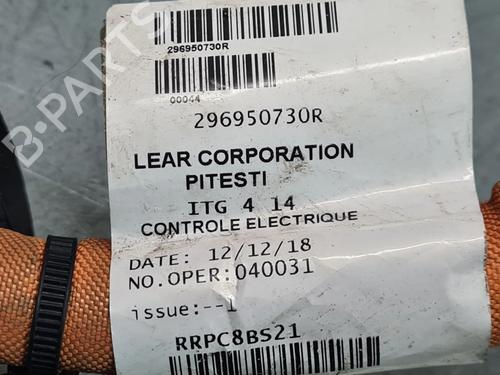 296950730R
00044
296950730R
LEAR CORPORATION
PITESTI
ITG 4 14
CONTROLE ELECTRIQUE
DATE: 12/12/18
NO.OPER:040031
issue:--1
RRPC8BS21